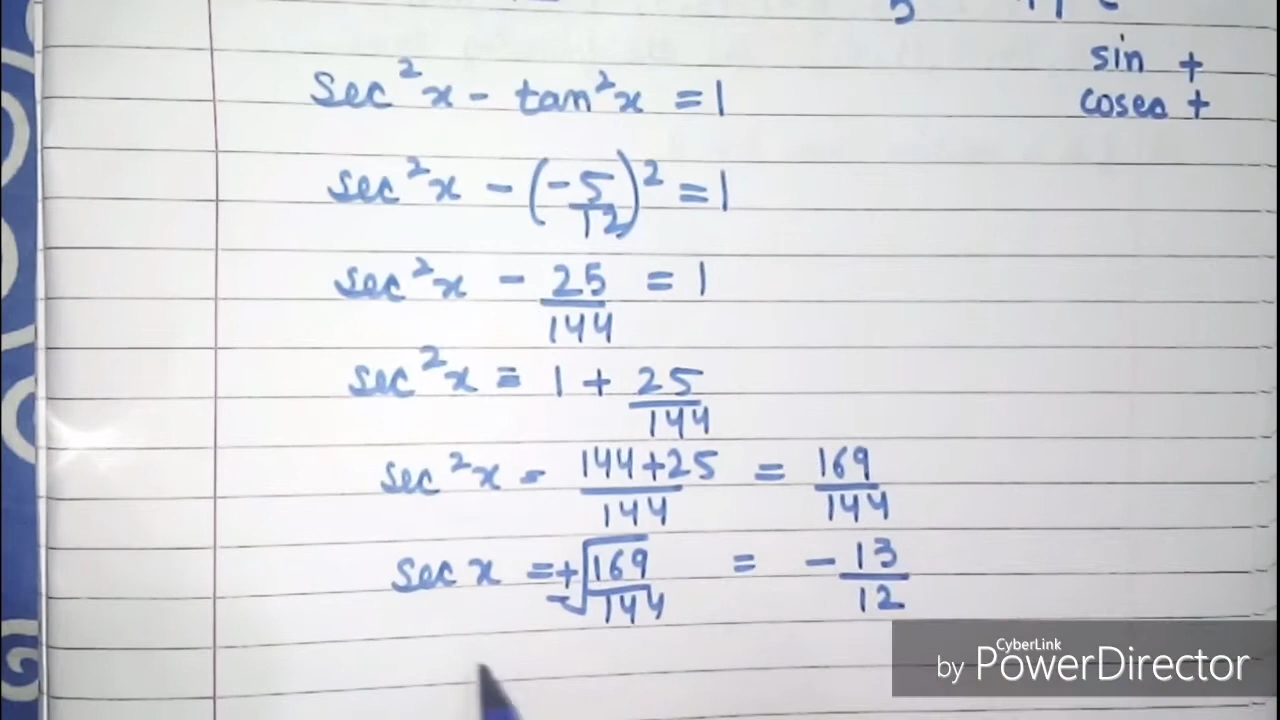 sin +
cosec +
sec²x - tan²x = 1
sec²x - (-5/12)² = 1
sec²x - 25/144 = 1
sec²x = 1 + 25/144
sec²x = 144+25/144 = 169/144
sec x = ±√169/144 = -13/12
CyberLink
by PowerDirector